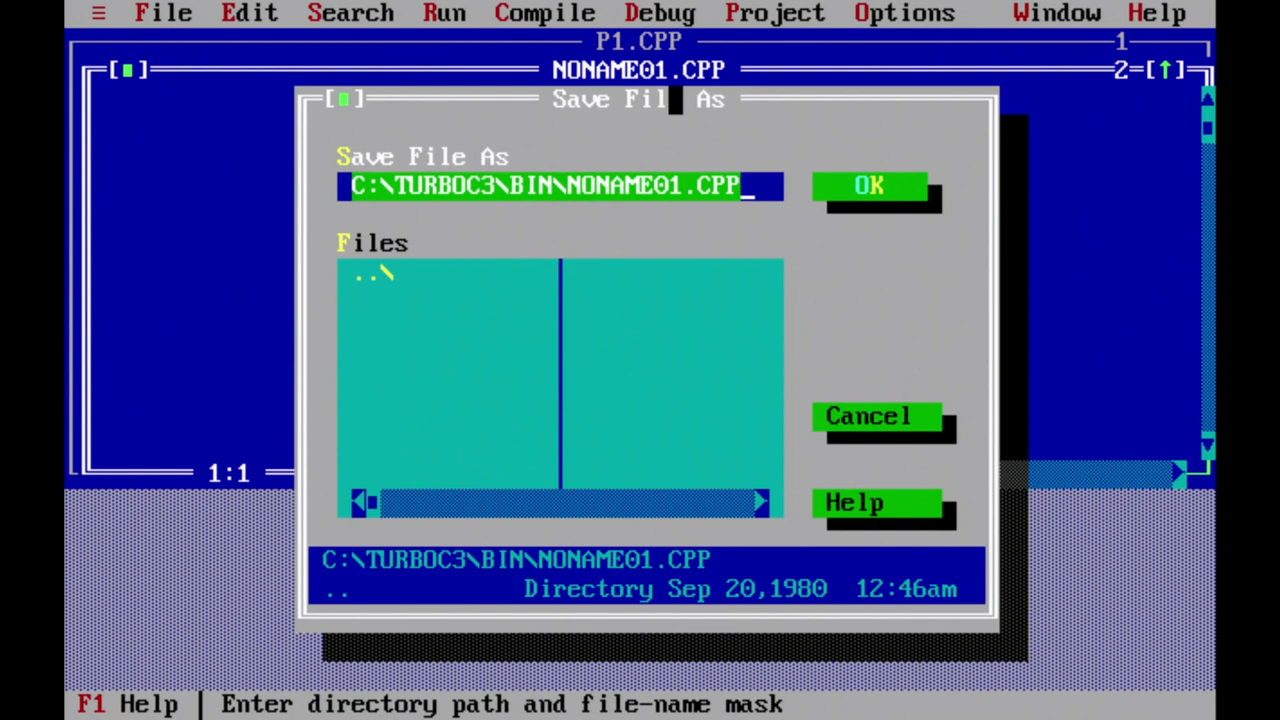 ≡ File Edit Search Run Compile Debug Project Options Window Help
P1.CPP 1
[■] NONAME01.CPP 2=[↑]
[■] Save Fil As
Save File As
C:\TURBOC3\BIN\NONAME01.CPP_ OK
Files
..\
Cancel
1:1
Help
C:\TURBOC3\BIN\NONAME01.CPP
.. Directory Sep 20,1980 12:46am
F1 Help │ Enter directory path and file-name mask